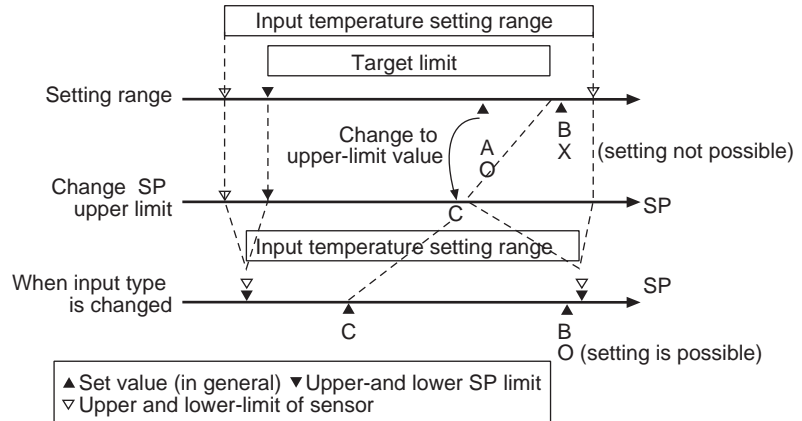 Input temperature setting range
Target limit
Setting range
Change to
upper-limit value
A
O
B
X
(setting not possible)
Change SP
upper limit
C
SP
Input temperature setting range
When input type
is changed
SP
C
B
O (setting is possible)
▲ Set value (in general) ▼ Upper-and lower SP limit
▽ Upper and lower-limit of sensor